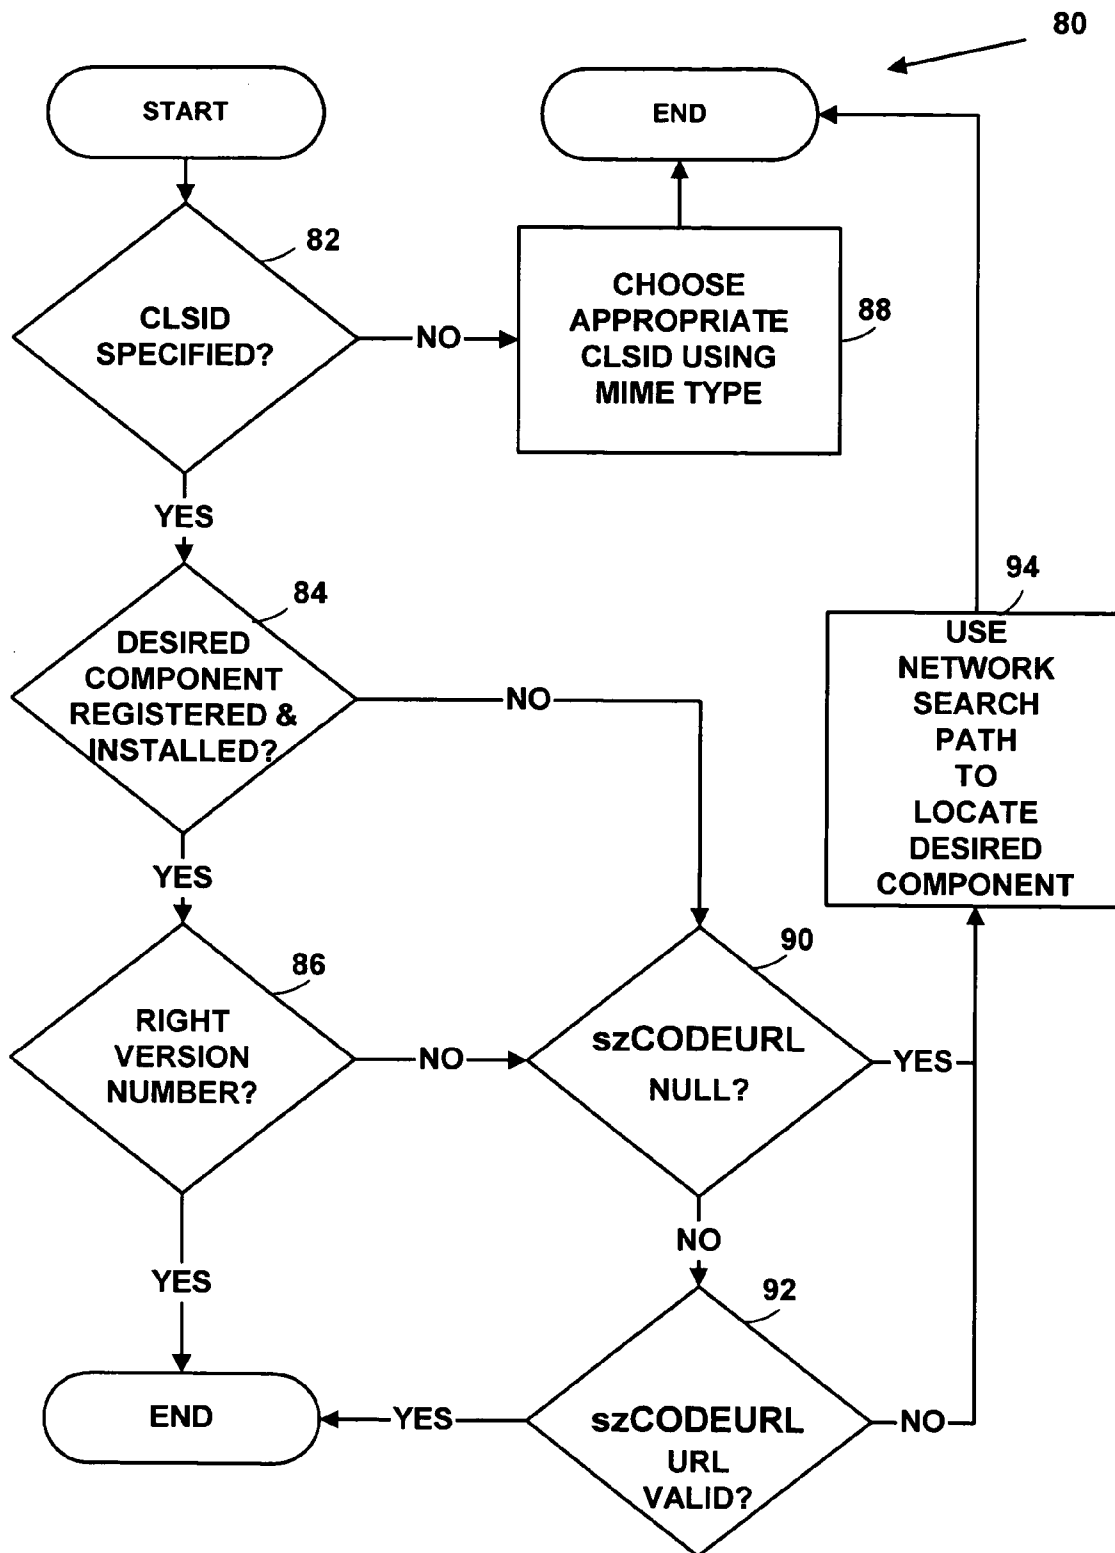 80
START
END
82
CLSID
SPECIFIED?
NO
CHOOSE
APPROPRIATE
CLSID USING
MIME TYPE
88
YES
84
DESIRED
COMPONENT
REGISTERED &
INSTALLED?
NO
94
USE
NETWORK
SEARCH
PATH
TO
LOCATE
DESIRED
COMPONENT
YES
86
RIGHT
VERSION
NUMBER?
NO
90
szCODEURL
NULL?
YES
NO
YES
92
szCODEURL
URL
VALID?
YES
NO
END